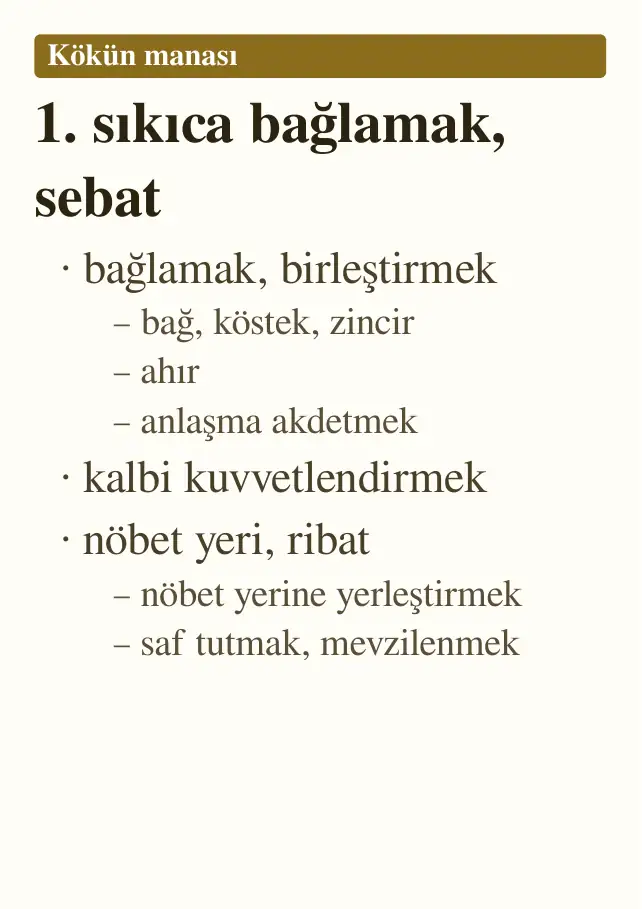 Kökün manası
1. sıkıca bağlamak,
sebat
· bağlamak, birleştirmek
– bağ, köstek, zincir
– ahır
– anlaşma akdetmek
· kalbi kuvvetlendirmek
· nöbet yeri, ribat
– nöbet yerine yerleştirmek
– saf tutmak, mevzilenmek